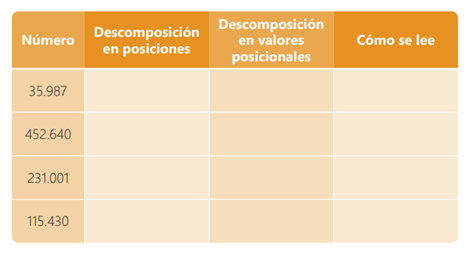 Número
Descomposición
en posiciones
Descomposición
en valores
posicionales
Cómo se lee
35.987
452.640
231.001
115.430